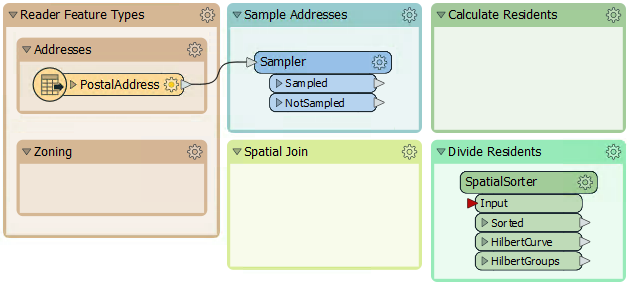 Reader Feature Types
Addresses
PostalAddress
Zoning
Sample Addresses
Sampler
Sampled
NotSampled
Calculate Residents
Spatial Join
Divide Residents
SpatialSorter
Input
Sorted
HilbertCurve
HilbertGroups